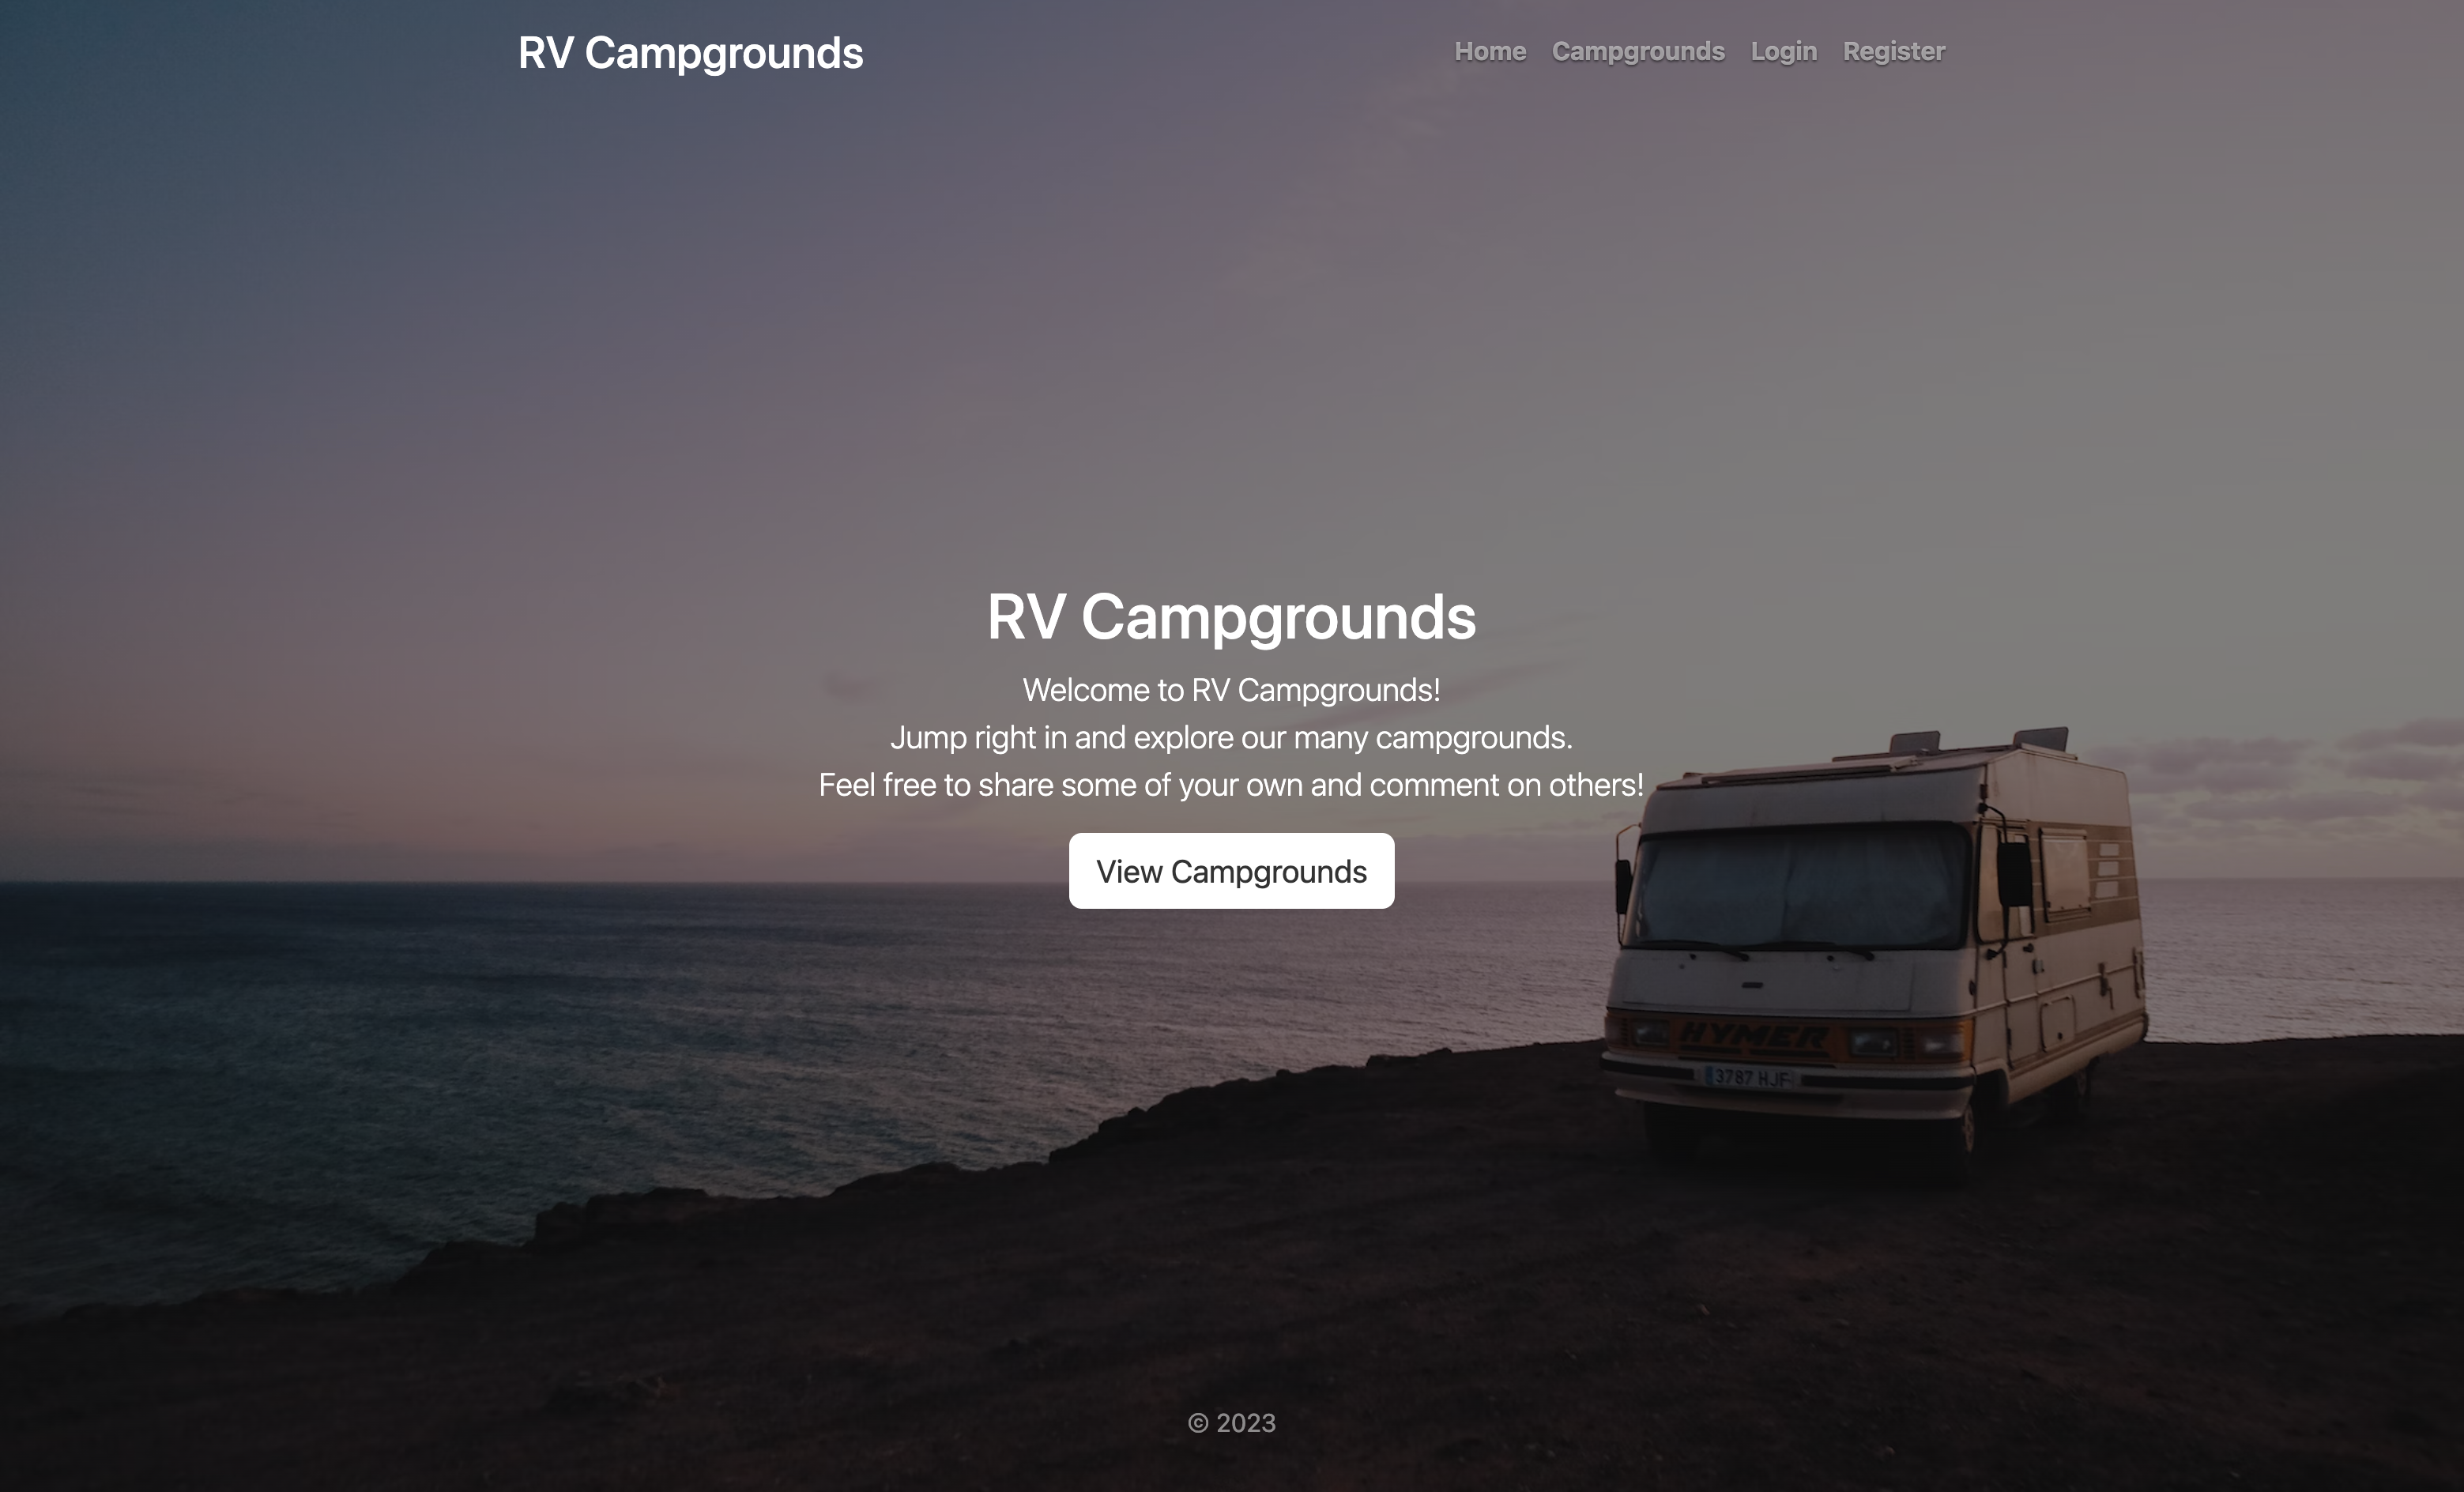 RV Campgrounds
Home Campgrounds Login Register
RV Campgrounds
Welcome to RV Campgrounds!
Jump right in and explore our many campgrounds.
Feel free to share some of your own and comment on others!
View Campgrounds
HYMER
3787 HJF
© 2023